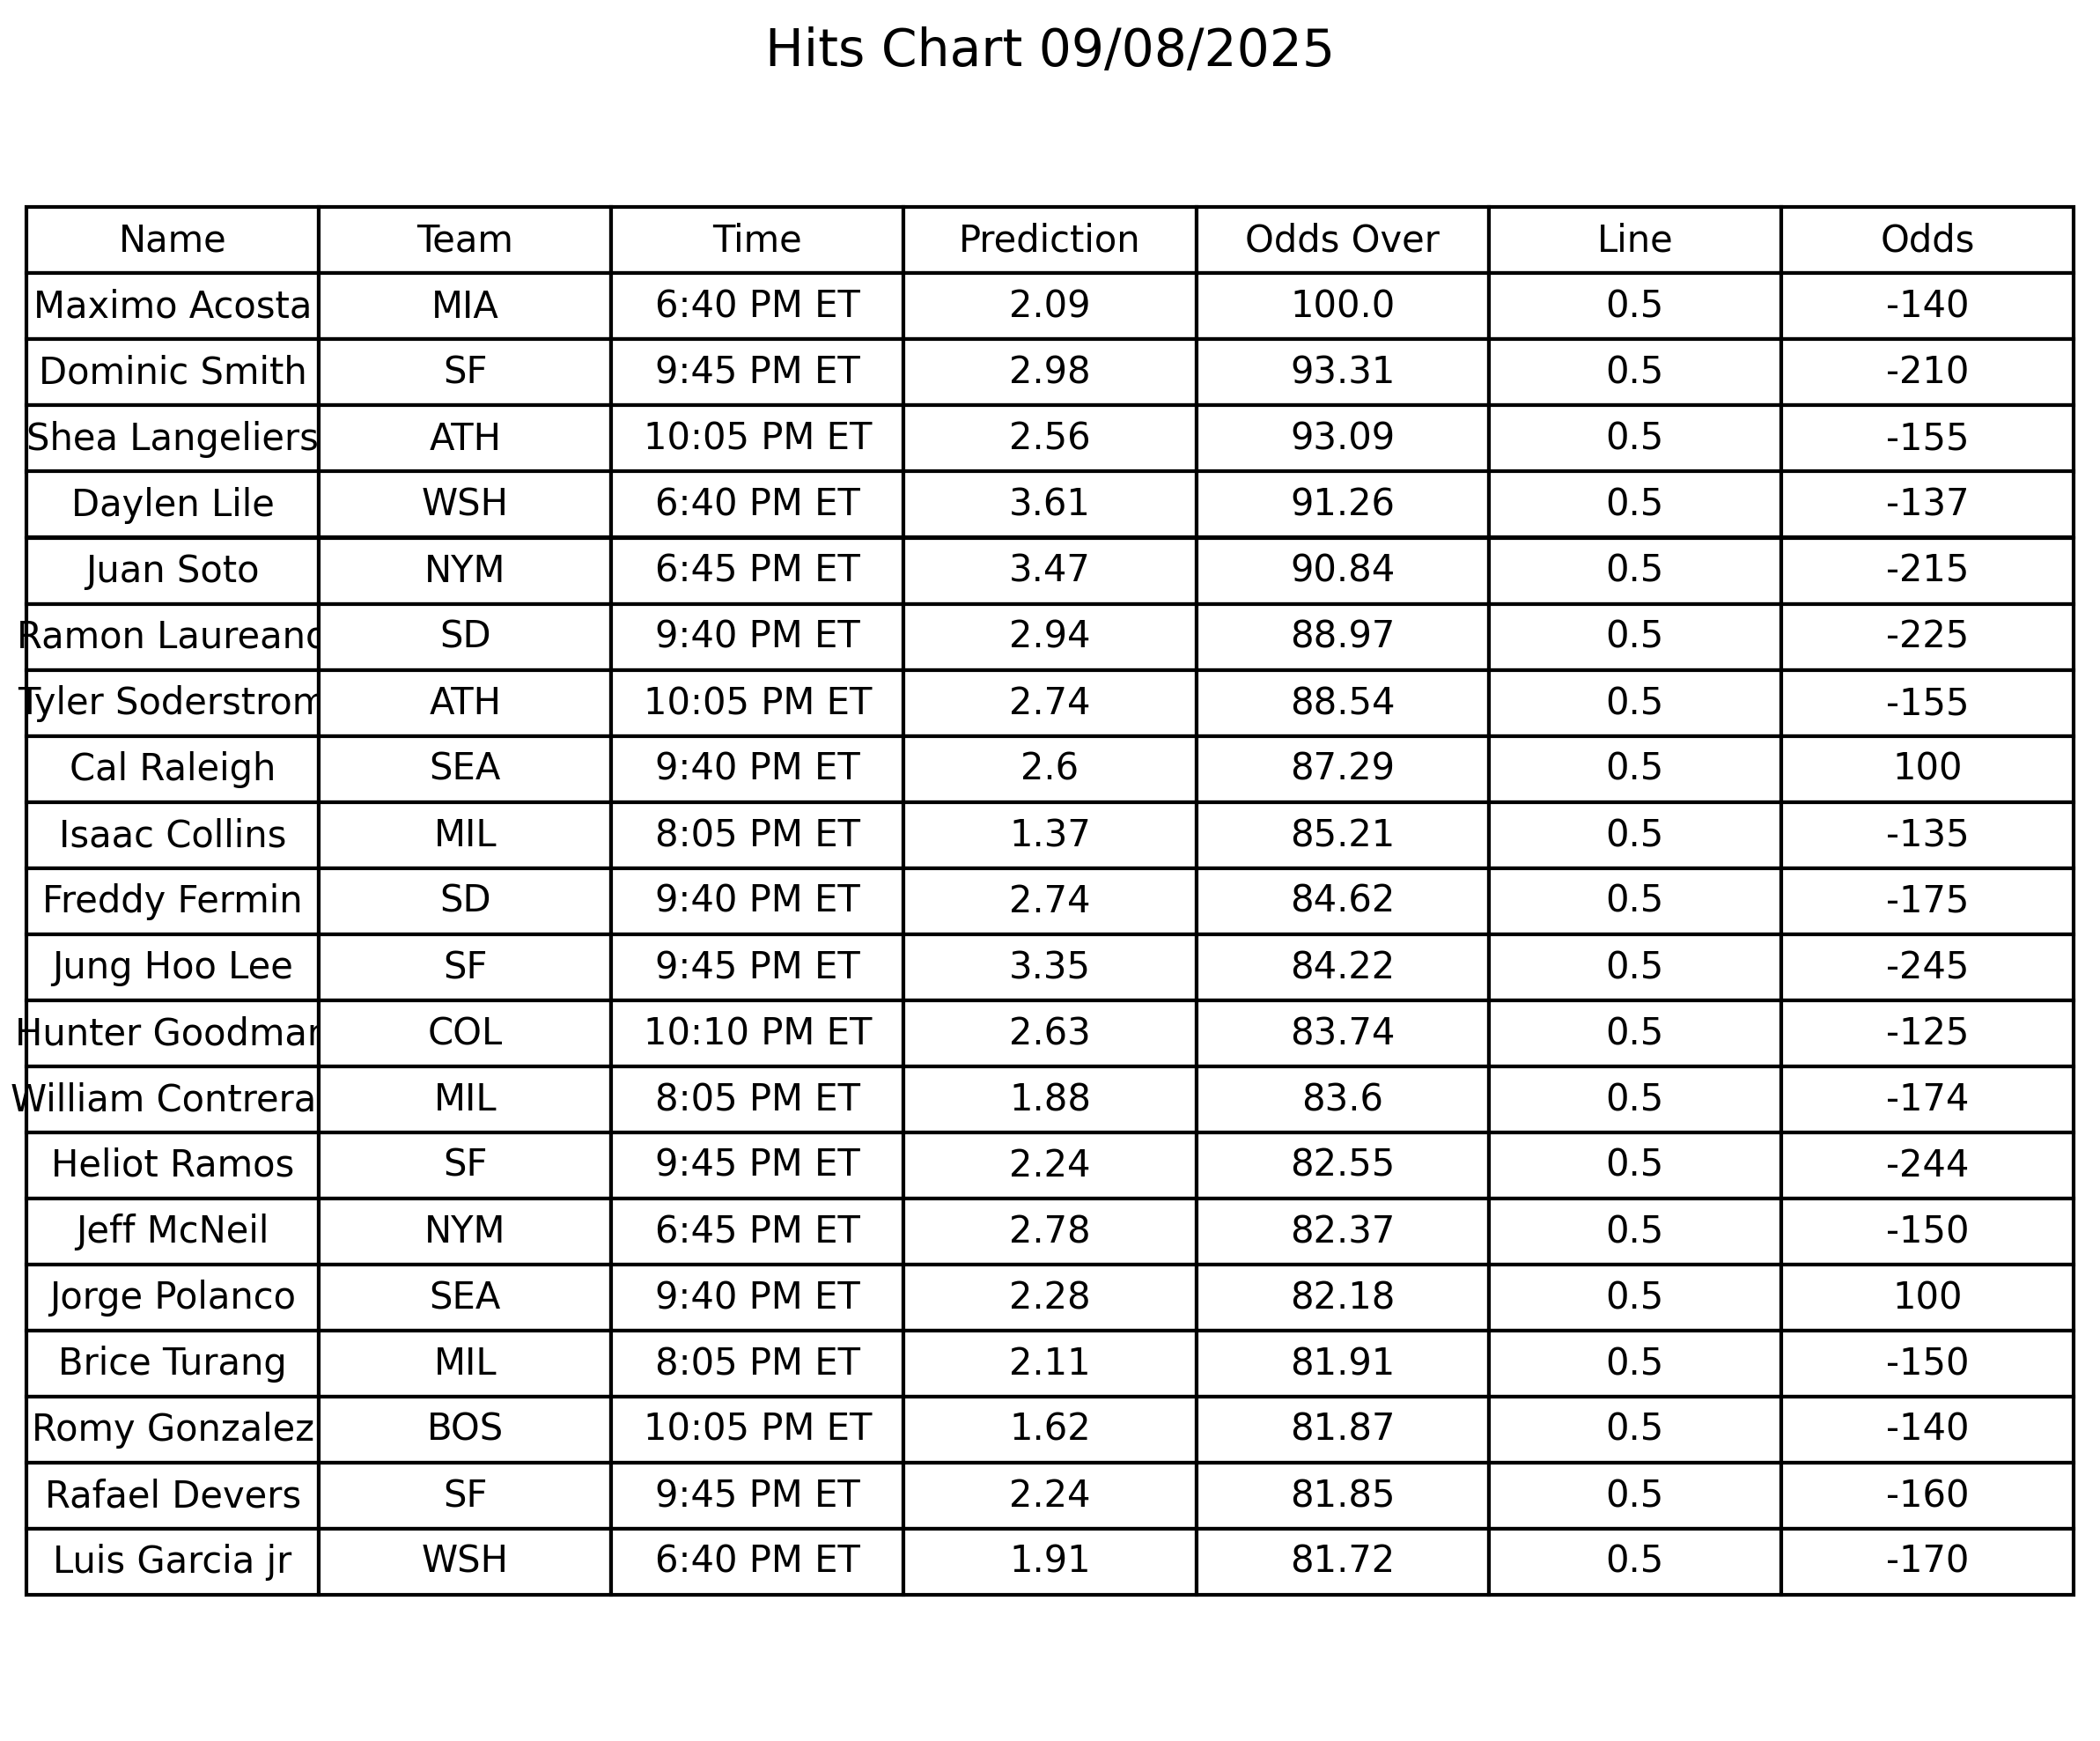 Hits Chart 09/08/2025
Name Team Time Prediction Odds Over Line Odds
Maximo Acosta MIA 6:40 PM ET 2.09 100.0 0.5 -140
Dominic Smith SF 9:45 PM ET 2.98 93.31 0.5 -210
Shea Langeliers ATH 10:05 PM ET 2.56 93.09 0.5 -155
Daylen Lile WSH 6:40 PM ET 3.61 91.26 0.5 -137
Juan Soto NYM 6:45 PM ET 3.47 90.84 0.5 -215
Ramon Laureano SD 9:40 PM ET 2.94 88.97 0.5 -225
Tyler Soderstrom ATH 10:05 PM ET 2.74 88.54 0.5 -155
Cal Raleigh SEA 9:40 PM ET 2.6 87.29 0.5 100
Isaac Collins MIL 8:05 PM ET 1.37 85.21 0.5 -135
Freddy Fermin SD 9:40 PM ET 2.74 84.62 0.5 -175
Jung Hoo Lee SF 9:45 PM ET 3.35 84.22 0.5 -245
Hunter Goodman COL 10:10 PM ET 2.63 83.74 0.5 -125
William Contrera MIL 8:05 PM ET 1.88 83.6 0.5 -174
Heliot Ramos SF 9:45 PM ET 2.24 82.55 0.5 -244
Jeff McNeil NYM 6:45 PM ET 2.78 82.37 0.5 -150
Jorge Polanco SEA 9:40 PM ET 2.28 82.18 0.5 100
Brice Turang MIL 8:05 PM ET 2.11 81.91 0.5 -150
Romy Gonzalez BOS 10:05 PM ET 1.62 81.87 0.5 -140
Rafael Devers SF 9:45 PM ET 2.24 81.85 0.5 -160
Luis Garcia jr WSH 6:40 PM ET 1.91 81.72 0.5 -170